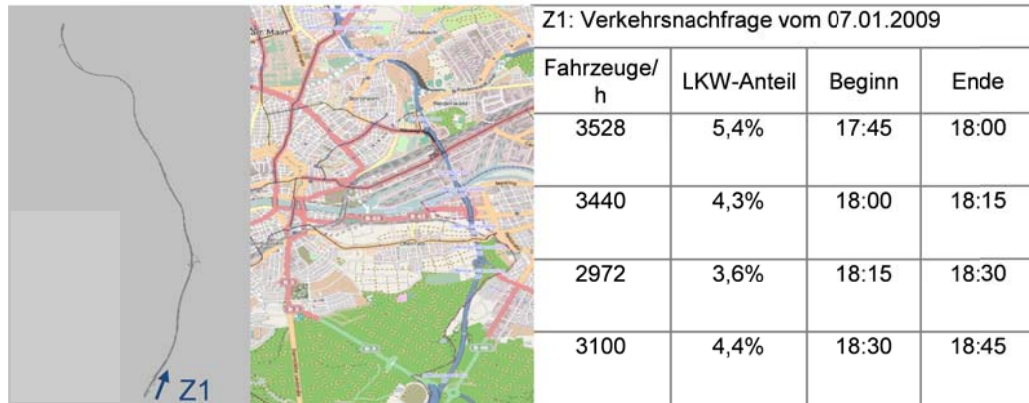 Z1
Z1: Verkehrsnachfrage vom 07.01.2009
Fahrzeuge/
h
LKW-Anteil
Beginn
Ende
3528 5,4% 17:45 18:00
3440 4,3% 18:00 18:15
2972 3,6% 18:15 18:30
3100 4,4% 18:30 18:45